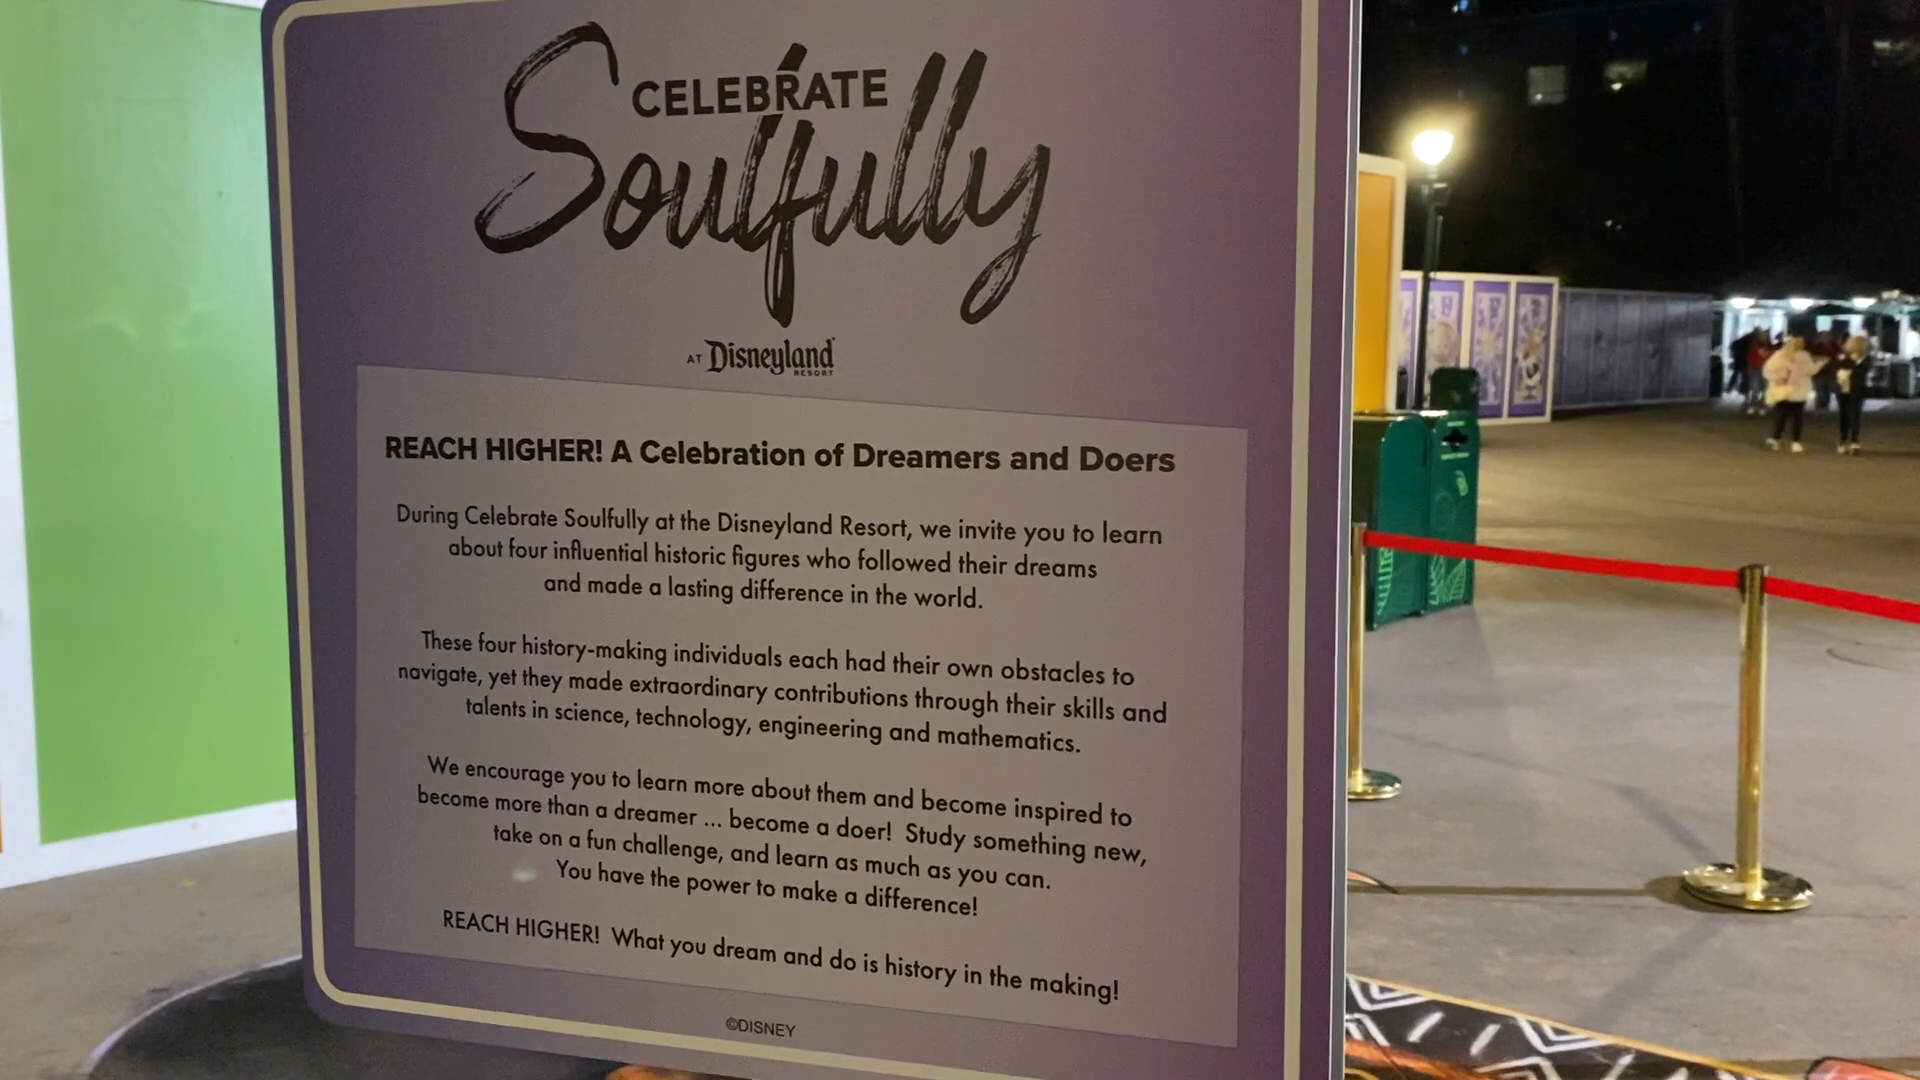 CELEBRATE
Soulfully
AT Disneyland
RESORT
REACH HIGHER! A Celebration of Dreamers and Doers
During Celebrate Soulfully at the Disneyland Resort, we invite you to learn
about four influential historic figures who followed their dreams
and made a lasting difference in the world.
These four history-making individuals each had their own obstacles to
navigate, yet they made extraordinary contributions through their skills and
talents in science, technology, engineering and mathematics.
We encourage you to learn more about them and become inspired to
become more than a dreamer ... become a doer! Study something new,
take on a fun challenge, and learn as much as you can.
You have the power to make a difference!
REACH HIGHER! What you dream and do is history in the making!
©DISNEY